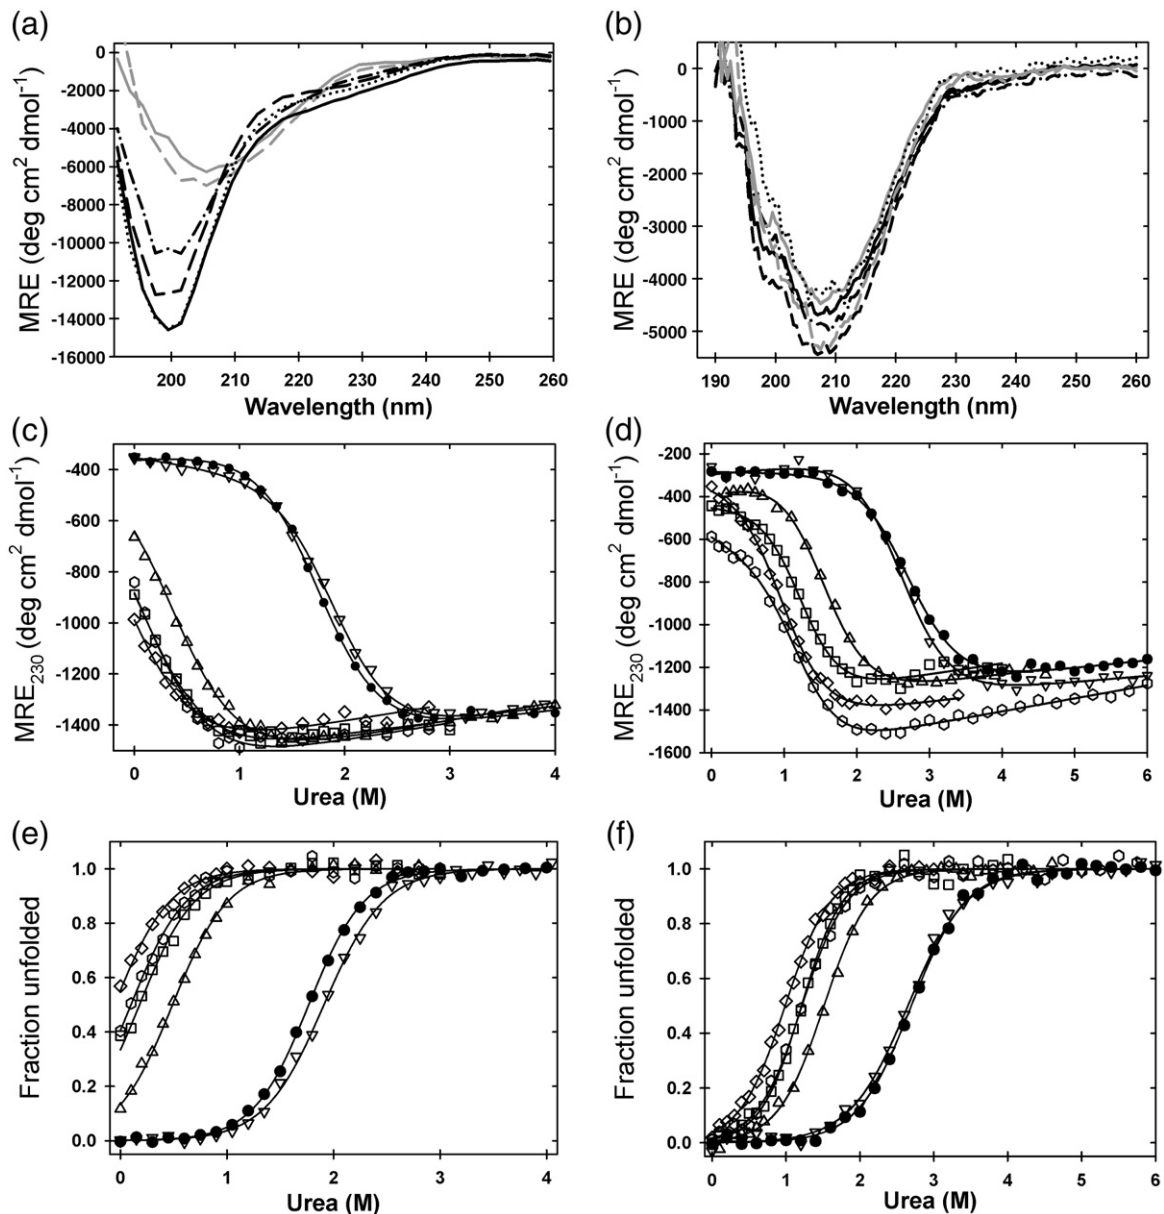 (a)
(b)
MRE (deg cm² dmol⁻¹)
0
-2000
-4000
-6000
-8000
-10000
-12000
-14000
-16000
200 210 220 230 240 250 260
Wavelength (nm)
MRE (deg cm² dmol⁻¹)
0
-1000
-2000
-3000
-4000
-5000
190 200 210 220 230 240 250 260
Wavelength (nm)
(c)
(d)
MRE₂₃₀ (deg cm² dmol⁻¹)
-400
-600
-800
-1000
-1200
-1400
0 1 2 3 4
Urea (M)
MRE₂₃₀ (deg cm² dmol⁻¹)
-200
-400
-600
-800
-1000
-1200
-1400
-1600
0 1 2 3 4 5 6
Urea (M)
(e)
(f)
Fraction unfolded
1.0
0.8
0.6
0.4
0.2
0.0
0 1 2 3 4
Urea (M)
Fraction unfolded
1.0
0.8
0.6
0.4
0.2
0.0
0 1 2 3 4 5 6
Urea (M)